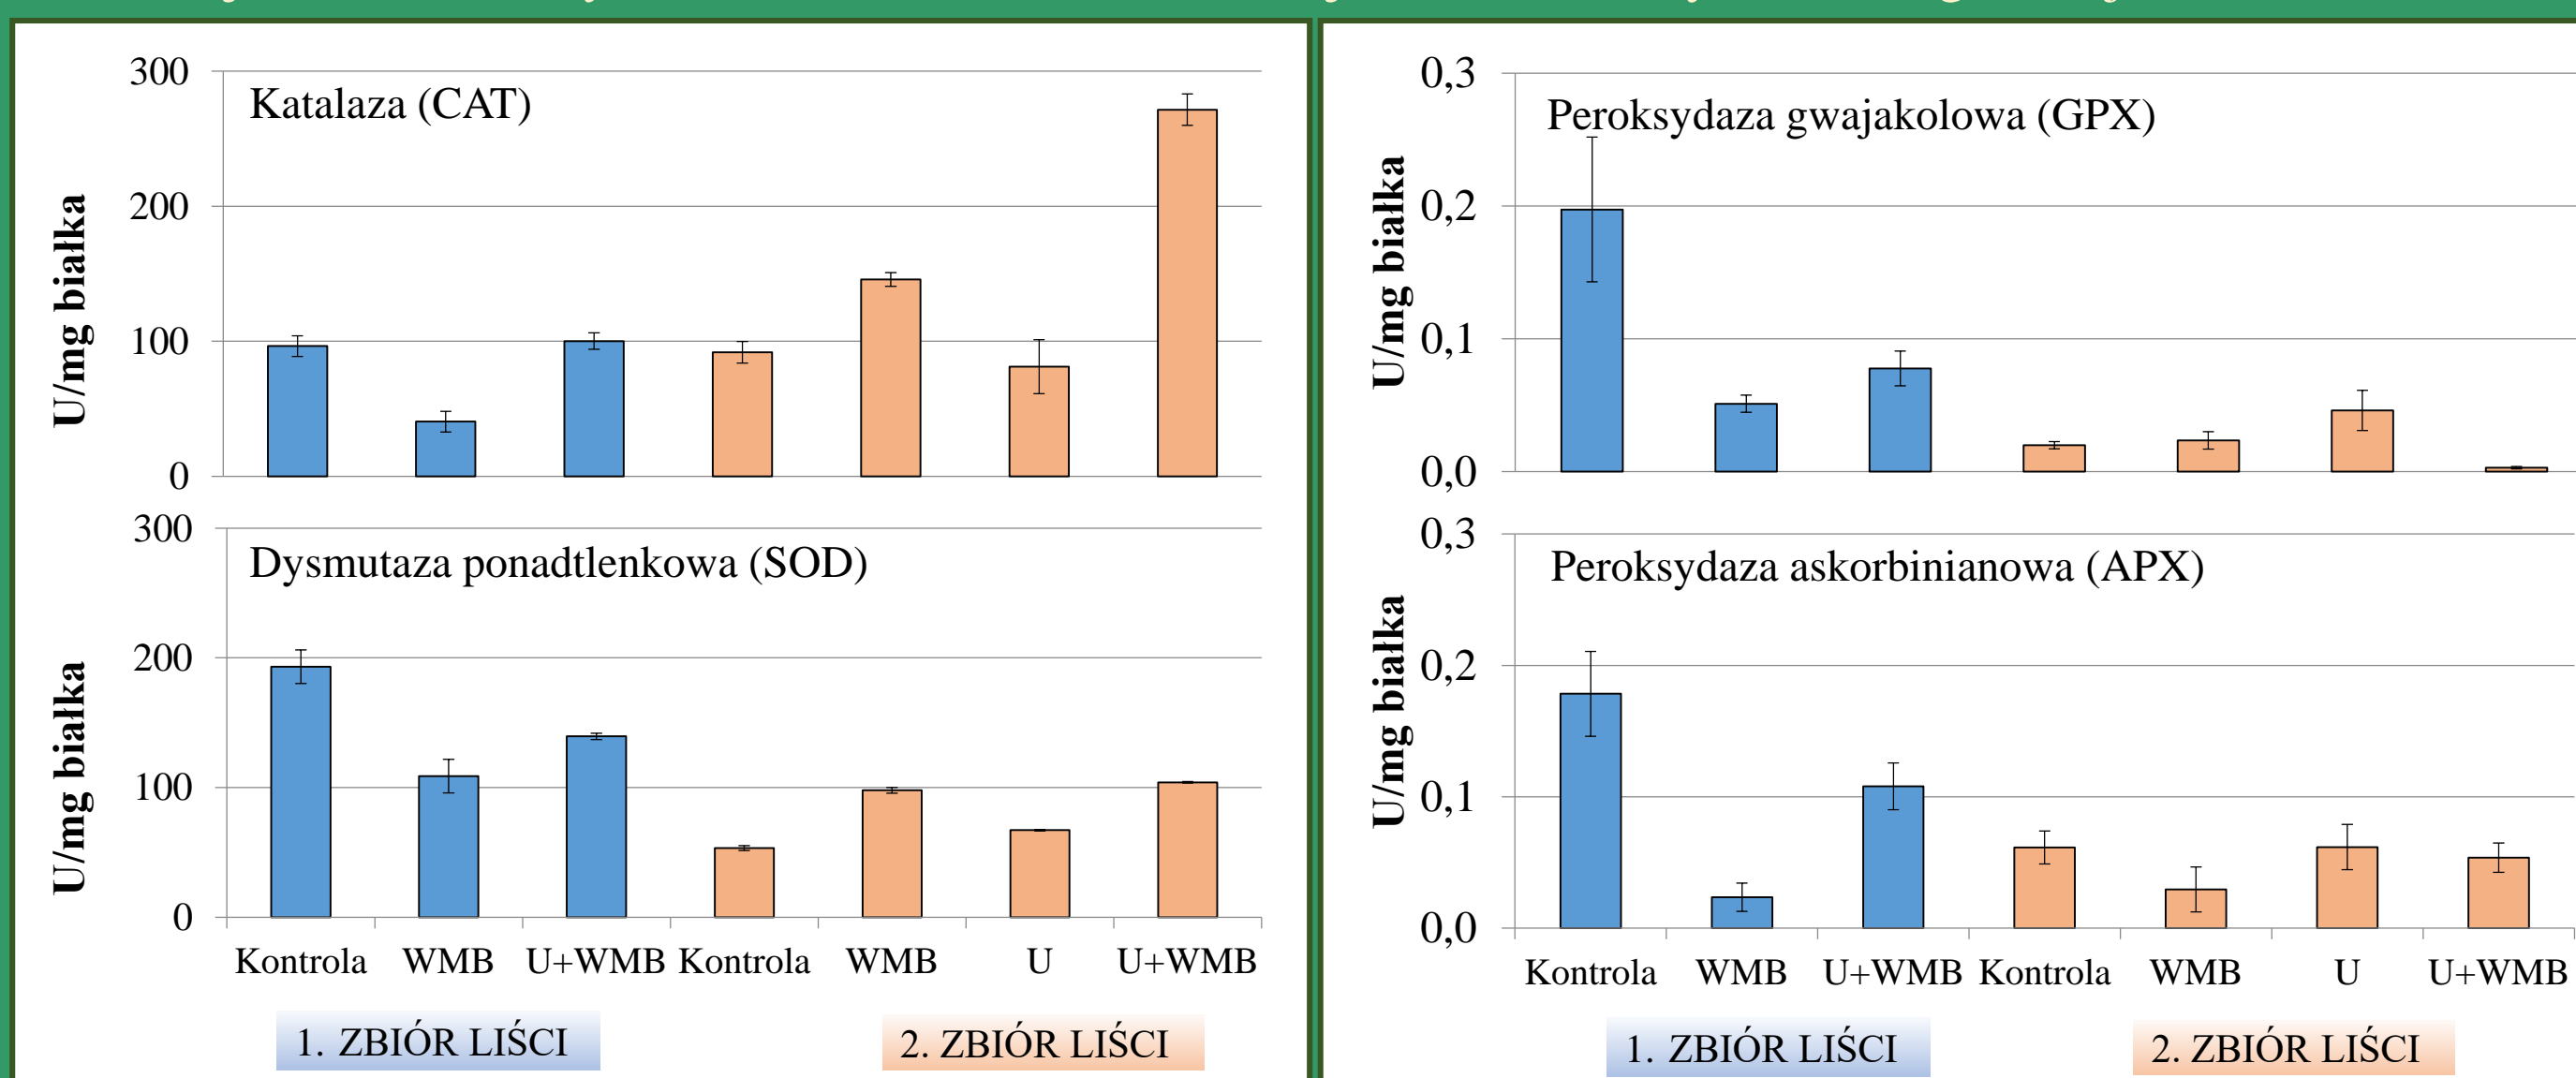 300
Katalaza (CAT)
200
100
0
U/mg białka
300
Dysmutaza ponadtlenkowa (SOD)
200
100
0
U/mg białka
Kontrola WMB U+WMB Kontrola WMB U U+WMB
1. ZBIÓR LIŚCI 2. ZBIÓR LIŚCI
0,3
Peroksydaza gwajakolowa (GPX)
0,2
0,1
0,0
U/mg białka
0,3
Peroksydaza askorbinianowa (APX)
0,2
0,1
0,0
U/mg białka
Kontrola WMB U+WMB Kontrola WMB U U+WMB
1. ZBIÓR LIŚCI 2. ZBIÓR LIŚCI